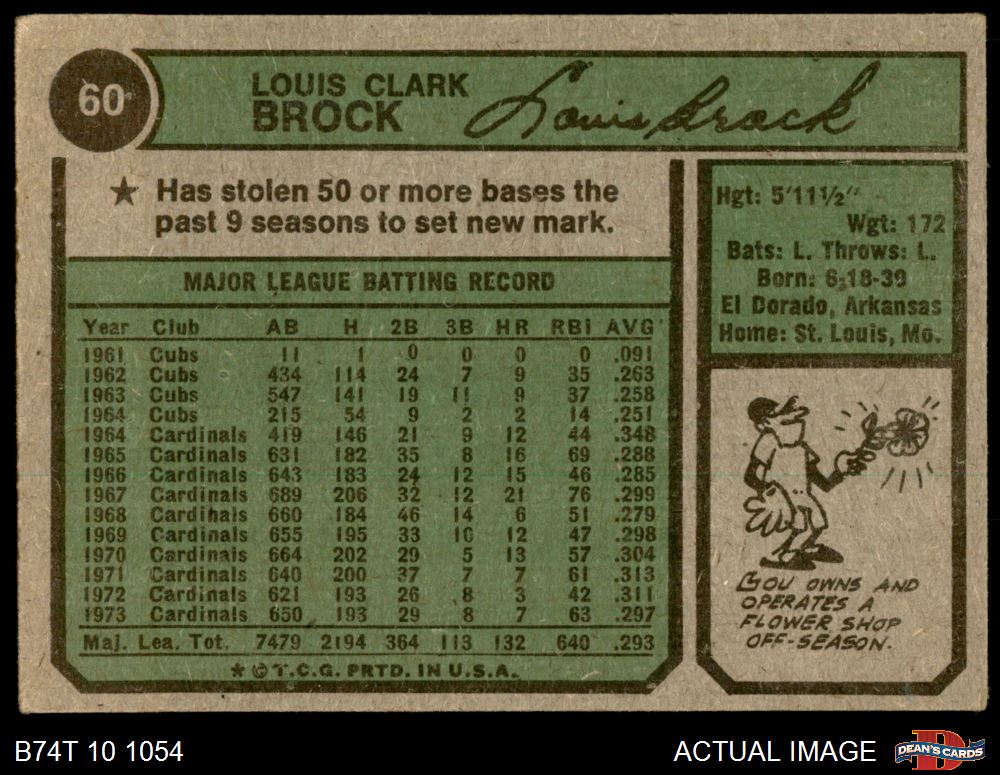 60
LOUIS CLARK
BROCK
Louis Brock
★ Has stolen 50 or more bases the
past 9 seasons to set new mark.
MAJOR LEAGUE BATTING RECORD
Year Club AB H 2B 3B HR RBI AVG
1961 Cubs 11 1 0 0 0 0 .091
1962 Cubs 434 114 24 7 9 35 .263
1963 Cubs 547 141 19 11 9 37 .258
1964 Cubs 215 54 9 2 2 14 .251
1964 Cardinals 419 146 21 9 12 44 .348
1965 Cardinals 631 182 35 8 16 69 .288
1966 Cardinals 643 183 24 12 15 46 .285
1967 Cardinals 689 206 32 12 21 76 .299
1968 Cardinals 660 184 46 14 6 51 .279
1969 Cardinals 655 195 33 10 12 47 .298
1970 Cardinals 664 202 29 5 13 57 .304
1971 Cardinals 640 200 37 7 7 61 .313
1972 Cardinals 621 193 26 8 3 42 .311
1973 Cardinals 650 193 29 8 7 63 .297
Maj. Lea. Tot. 7479 2194 364 113 132 640 .293
★ © T.C.G. PRTD. IN U.S.A.
Hgt: 5'11½"
Wgt: 172
Bats: L. Throws: L.
Born: 6-18-39
El Dorado, Arkansas
Home: St. Louis, Mo.
LOU OWNS AND
OPERATES A
FLOWER SHOP
OFF-SEASON.
B74T 10 1054
ACTUAL IMAGE
DEAN'S CARDS